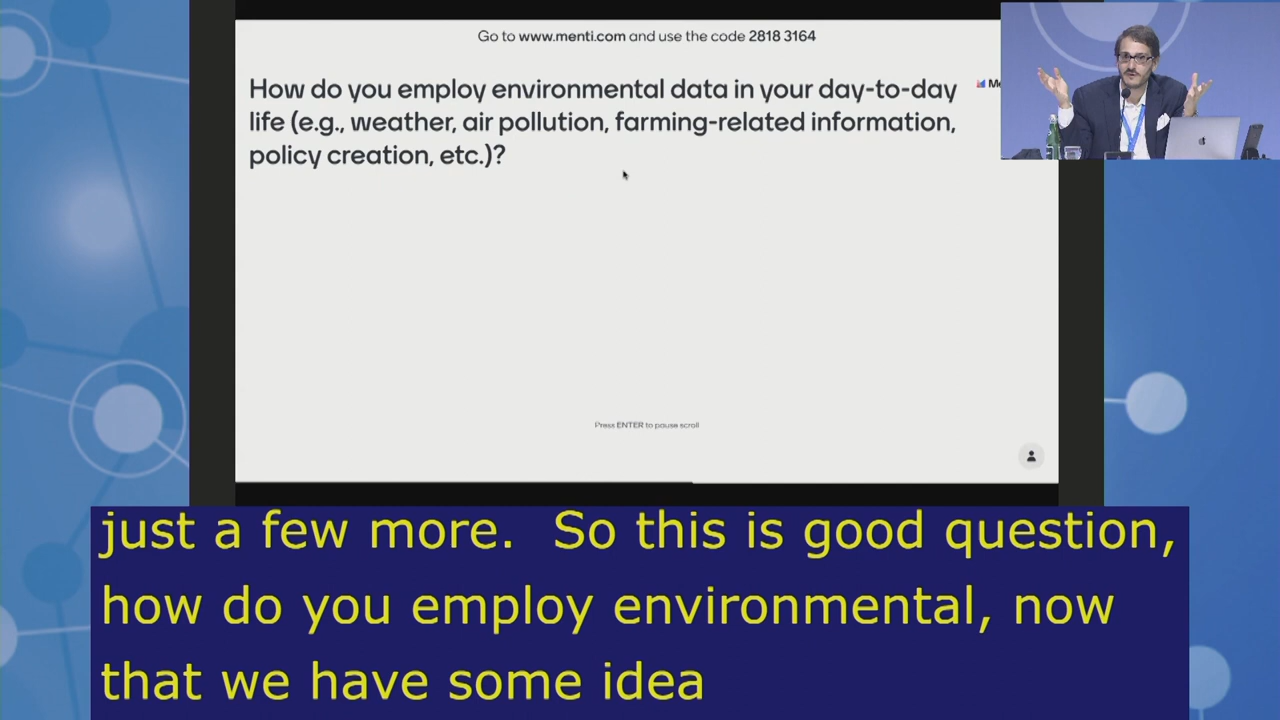 Go to www.menti.com and use the code 2818 3164
How do you employ environmental data in your day-to-day
life (e.g., weather, air pollution, farming-related information,
policy creation, etc.)?
Press ENTER to pause scroll
just a few more.  So this is good question,
how do you employ environmental, now
that we have some idea